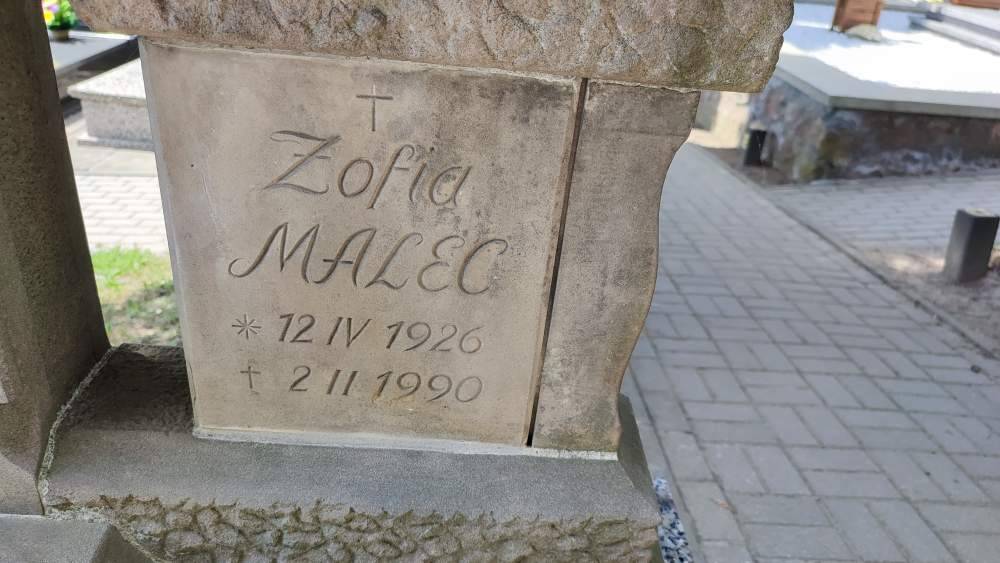 Zofia
MALEC
* 12 IV 1926
† 2 II 1990